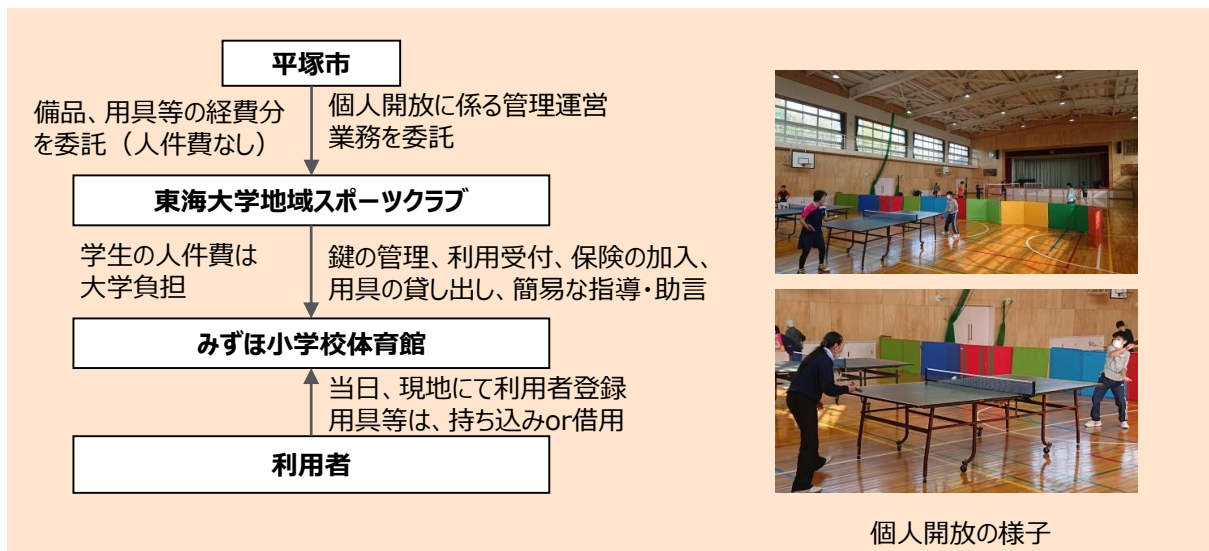 平塚市
備品、用具等の経費分
を委託（人件費なし）
個人開放に係る管理運営
業務を委託
東海大学地域スポーツクラブ
学生の人件費は
大学負担
鍵の管理、利用受付、保険の加入、
用具の貸し出し、簡易な指導・助言
みずほ小学校体育館
当日、現地にて利用者登録
用具等は、持ち込みor借用
利用者
個人開放の様子